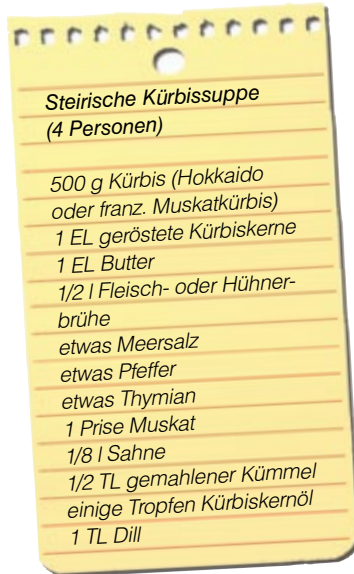 Steirische Kürbissuppe
(4 Personen)
500 g Kürbis (Hokkaido
oder franz. Muskatkürbis)
1 EL geröstete Kürbiskerne
1 EL Butter
1/2 l Fleisch- oder Hühner-
brühe
etwas Meersalz
etwas Pfeffer
etwas Thymian
1 Prise Muskat
1/8 l Sahne
1/2 TL gemahlener Kümmel
einige Tropfen Kürbiskernöl
1 TL Dill